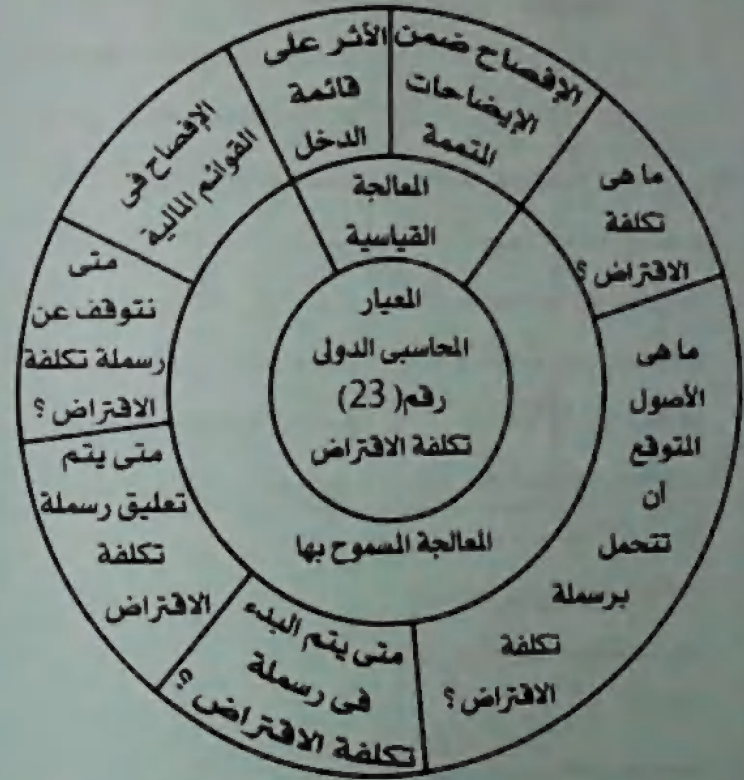 المعيار
المحاسبى الدولى
رقم (23)
تكلفة الاقتراض
المعالجة
القياسية
المعالجة المسموح بها
الأثر على
قائمة
الدخل
الإفصاح ضمن
الإيضاحات
المتممة
ما هى
تكلفة
الاقتراض ؟
ما هى
الأصول
المتوقع
أن
تتحمل
برسملة
تكلفة
الاقتراض ؟
متى يتم البدء
فى رسملة
تكلفة الاقتراض ؟
متى يتم
تعليق رسملة
تكلفة
الاقتراض
متى
نتوقف عن
رسملة تكلفة
الاقتراض ؟
الإفصاح فى
القوائم المالية